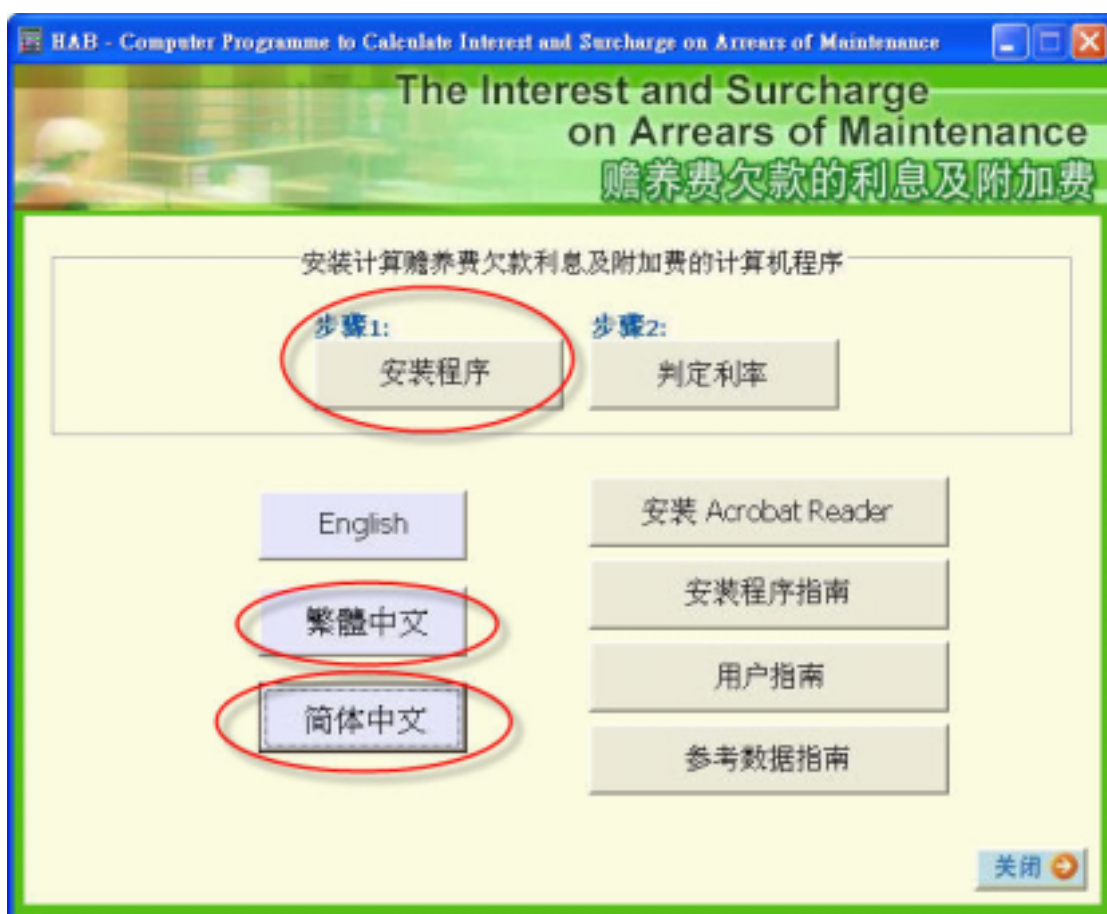 HAB - Computer Programme to Calculate Interest and Surcharge on Arrears of Maintenance
The Interest and Surcharge
on Arrears of Maintenance
赡养费欠款的利息及附加费
安装计算赡养费欠款利息及附加费的计算机程序
步骤1:
步骤2:
安装程序
判定利率
English
安装 Acrobat Reader
繁體中文
安装程序指南
简体中文
用户指南
参考数据指南
关闭